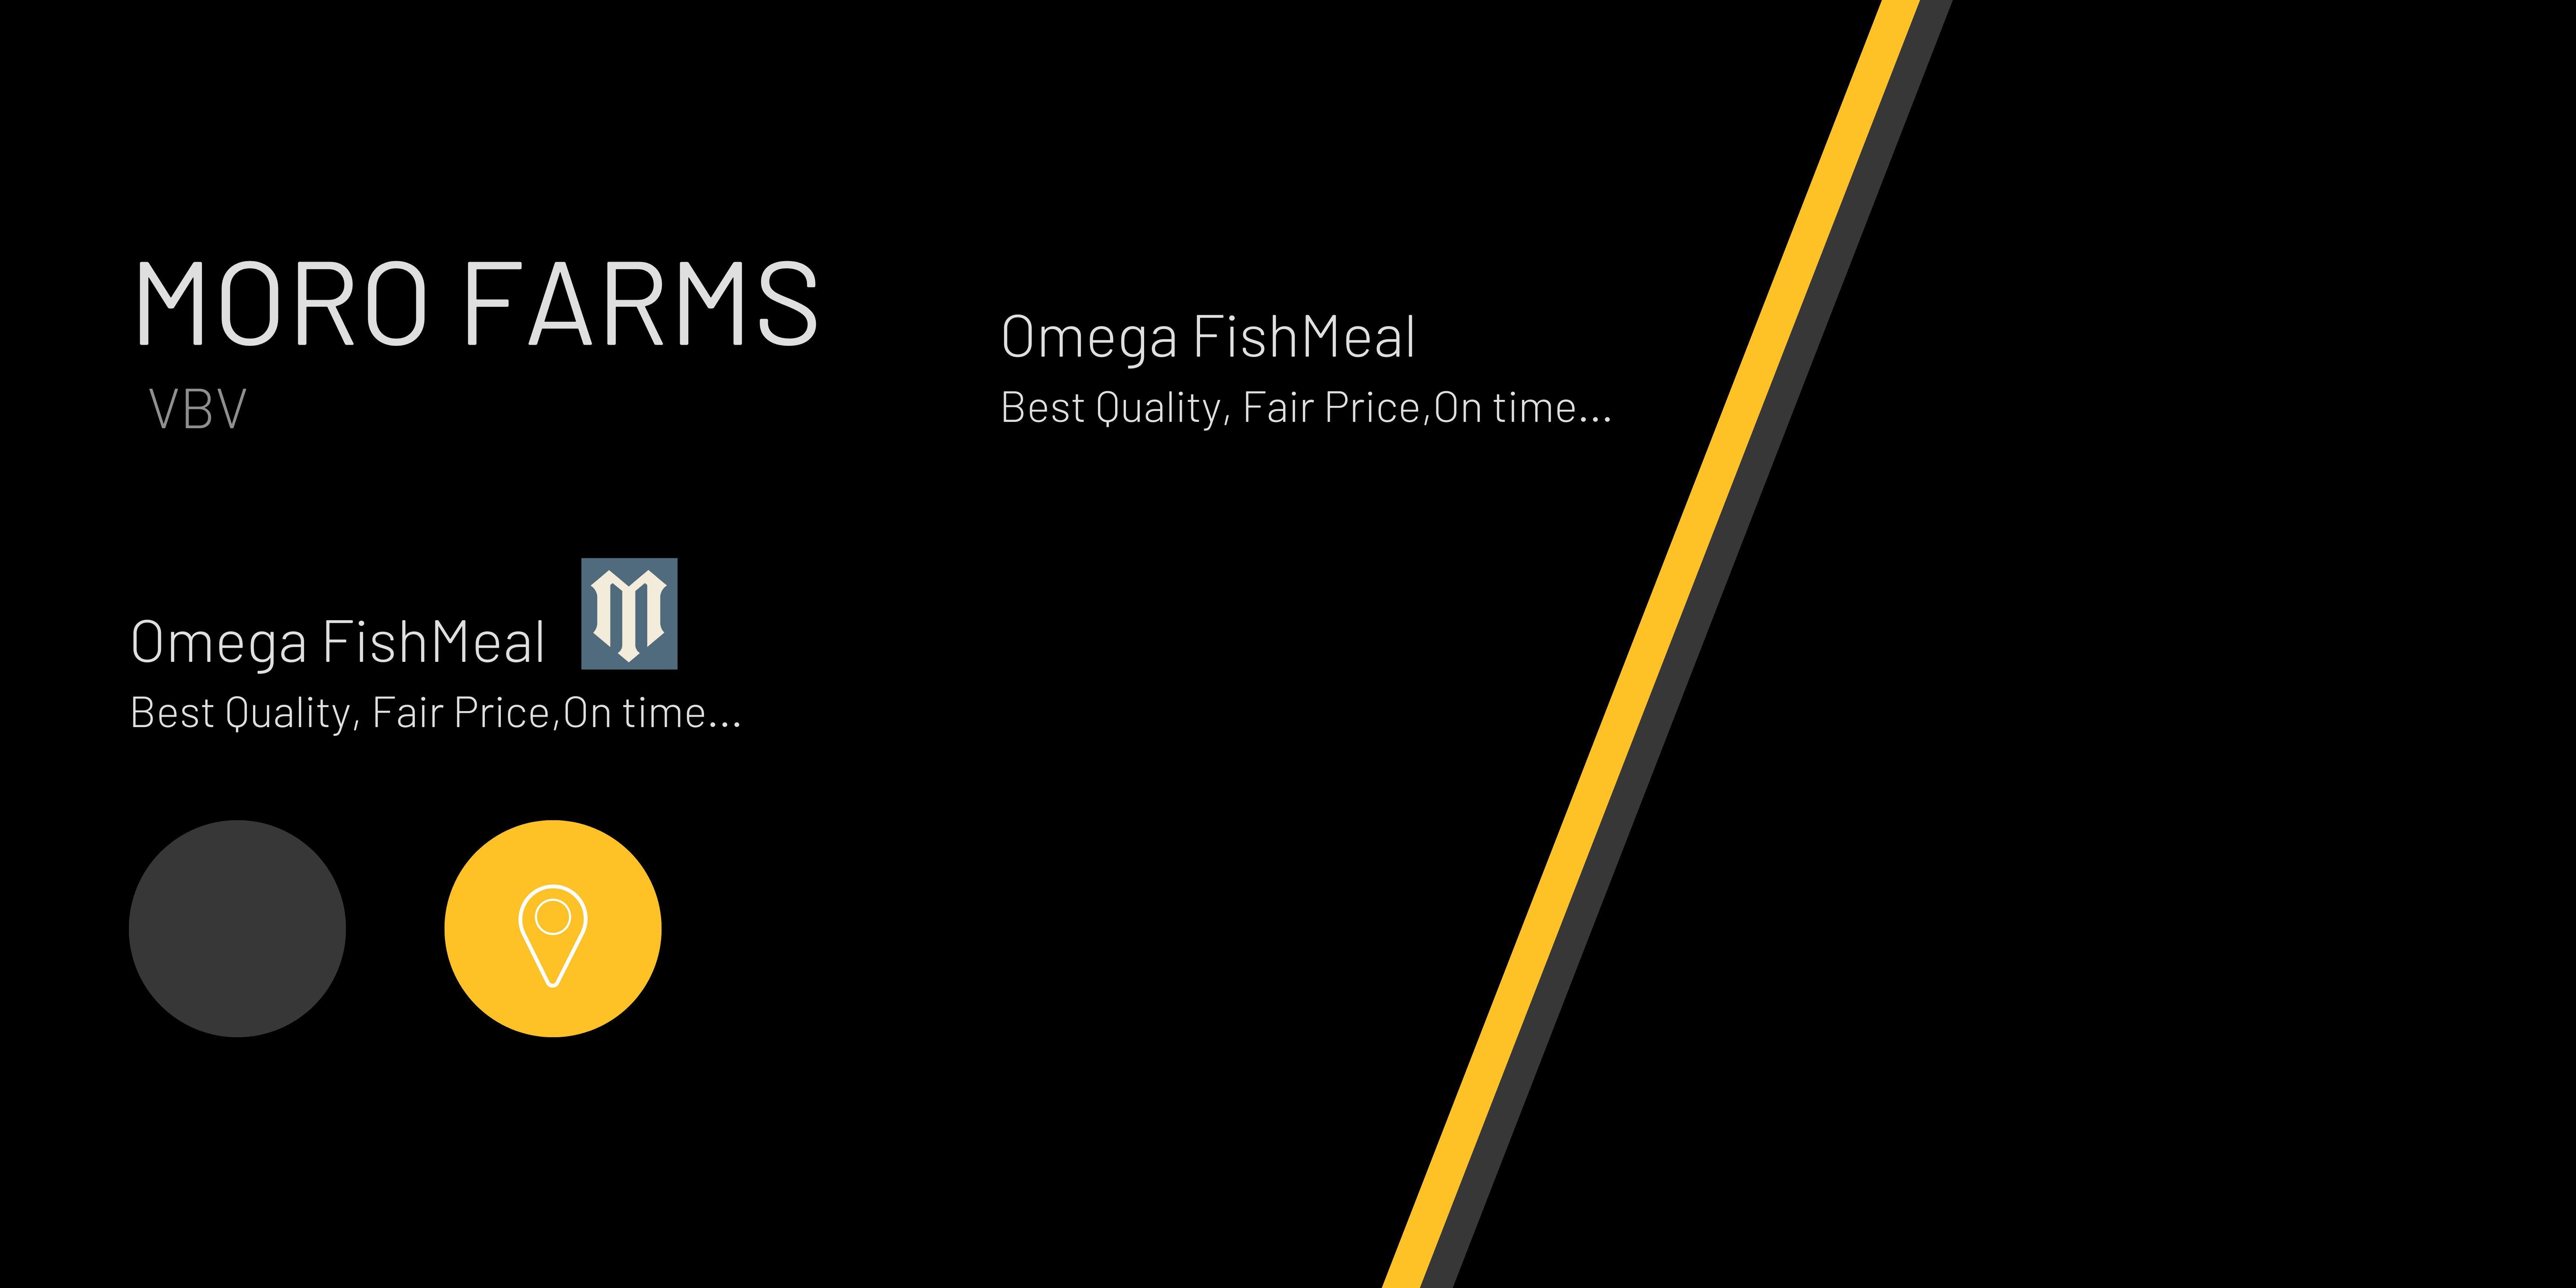 MORO FARMS
VBV
Omega FishMeal
Best Quality, Fair Price,On time...
M
Omega FishMeal
Best Quality, Fair Price,On time...